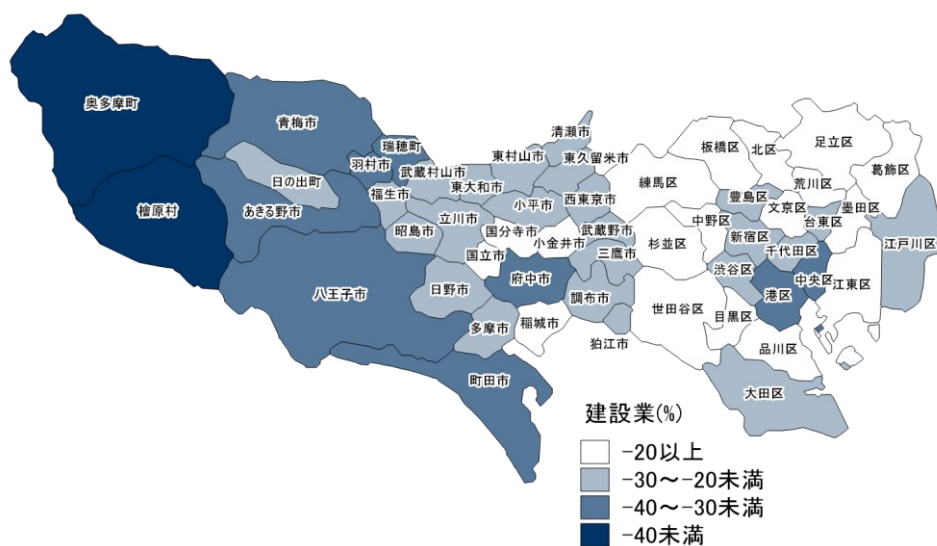 奥多摩町
檜原村
青梅市
日の出町
あきる野市
八王子市
町田市
瑞穂町
羽村市
福生市
昭島市
武蔵村山市
東大和市
立川市
日野市
多摩市
東村山市
清瀬市
東久留米市
小平市
西東京市
国分寺市
小金井市
国立市
府中市
稲城市
武蔵野市
三鷹市
調布市
狛江市
練馬区
板橋区
北区
足立区
葛飾区
荒川区
豊島区
文京区
台東区
墨田区
中野区
杉並区
新宿区
千代田区
江戸川区
渋谷区
港区
中央区
江東区
世田谷区
目黒区
品川区
大田区
建設業(%)
-20以上
-30～-20未満
-40～-30未満
-40未満